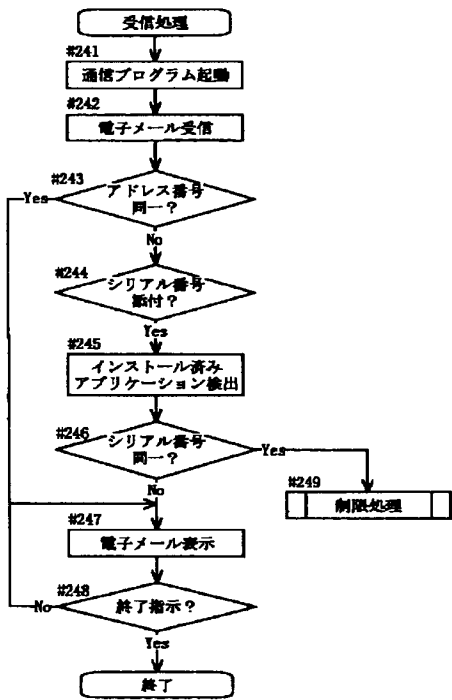 受信処理
#241
通信プログラム起動
#242
電子メール受信
#243
アドレス番号
同一？
Yes
No
#244
シリアル番号
添付？
Yes
#245
インストール済み
アプリケーション検出
#246
シリアル番号
同一？
Yes
No
#249
制限処理
#247
電子メール表示
#248
終了指示？
No
Yes
終了